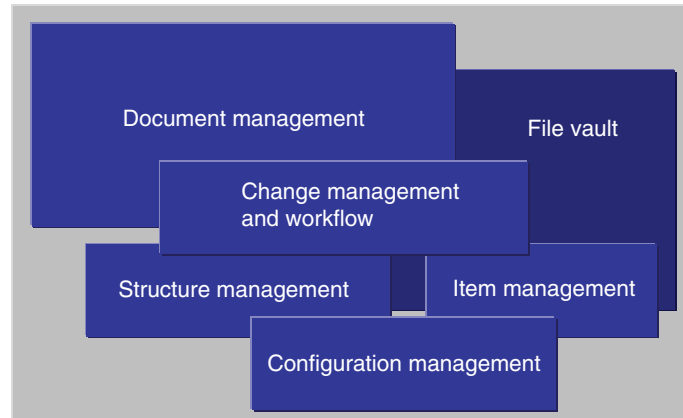 Document management
File vault
Change management
and workflow
Structure management
Item management
Configuration management